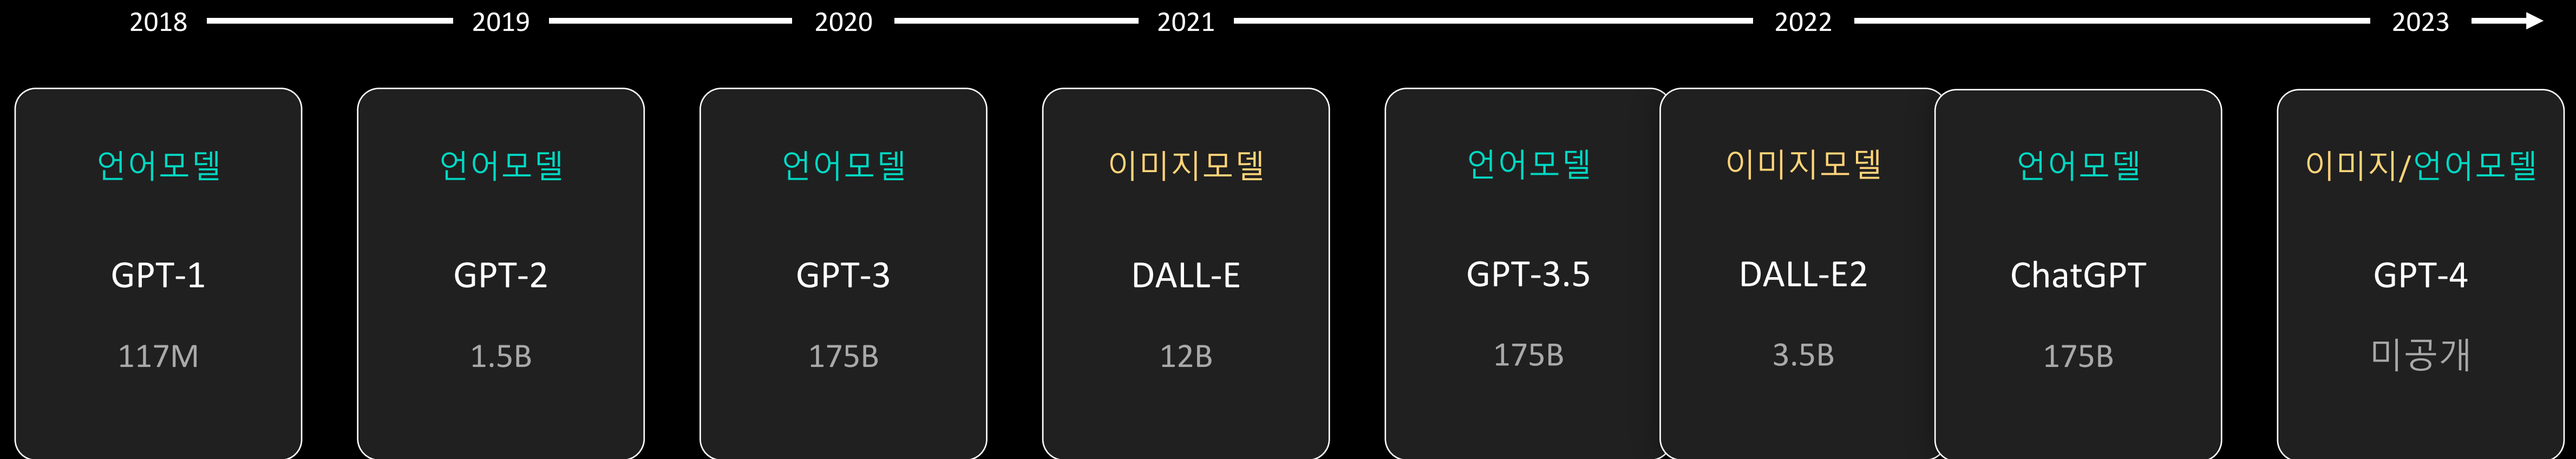 2018 2019 2020 2021 2022 2023
언어모델 언어모델 언어모델 이미지모델 언어모델 이미지모델 언어모델 이미지/언어모델
GPT-1 GPT-2 GPT-3 DALL-E GPT-3.5 DALL-E2 ChatGPT GPT-4
117M 1.5B 175B 12B 175B 3.5B 175B 미공개